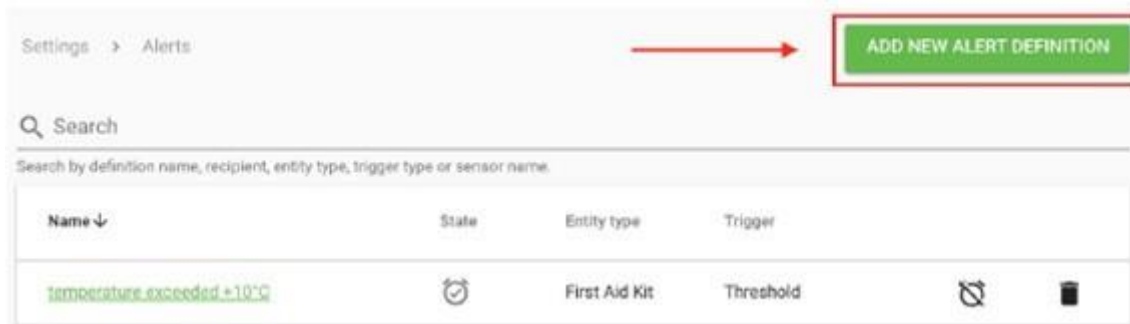 Settings > Alerts
ADD NEW ALERT DEFINITION
Search
Search by definition name, recipient, entity type, trigger type or sensor name.
Name↓ State Entity type Trigger
temperature exceeded +10°C First Aid Kit Threshold